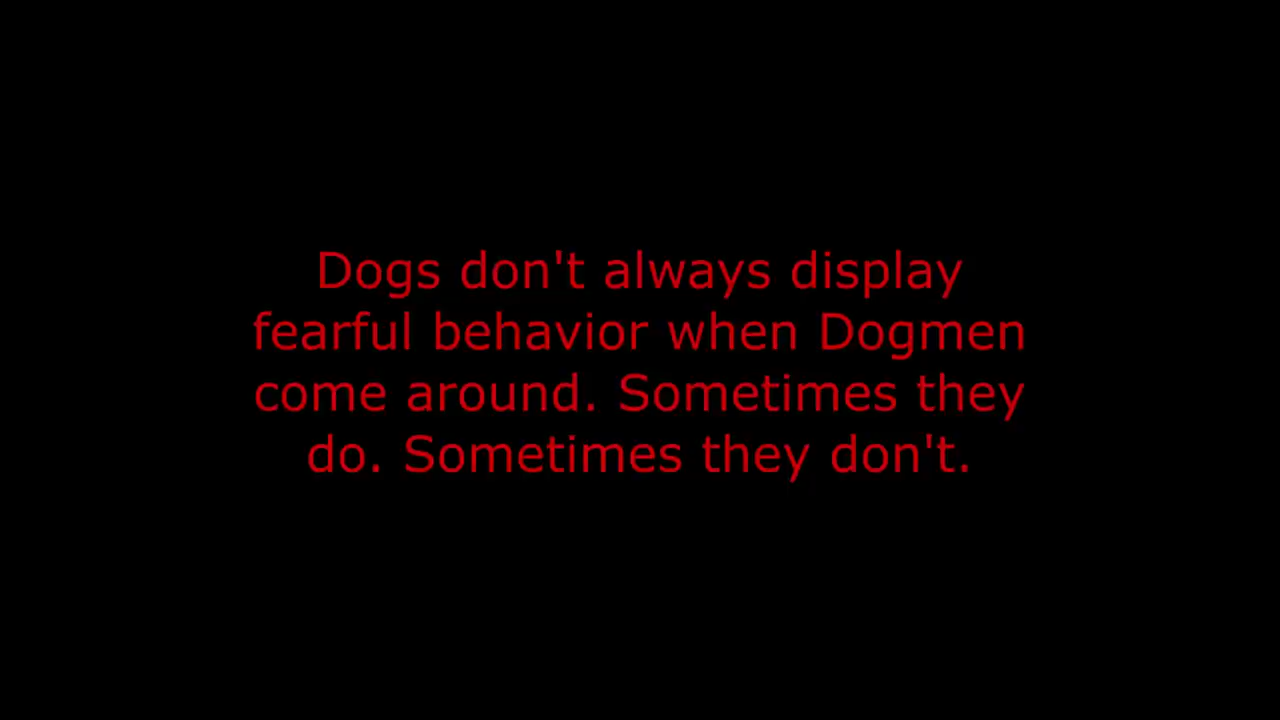 Dogs don't always display
fearful behavior when Dogmen
come around. Sometimes they
do. Sometimes they don't.